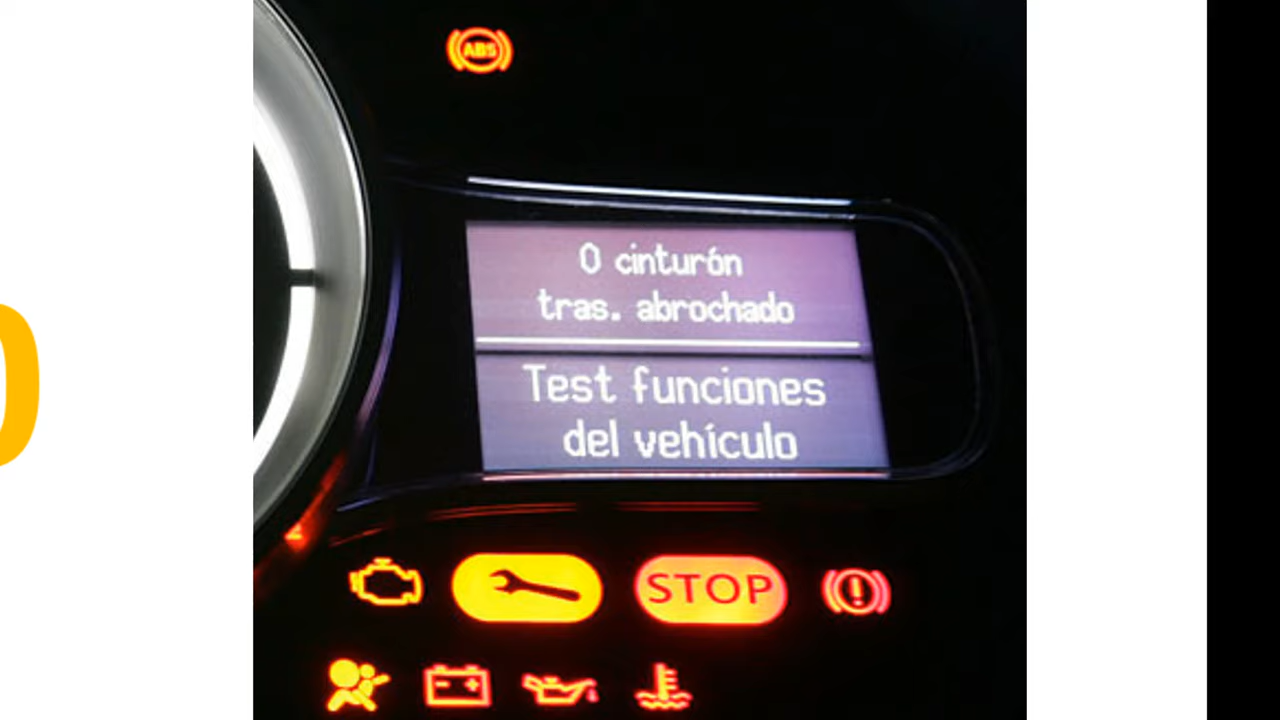 ABS
0 cinturón
tras. abrochado
Test funciones
del vehículo
STOP